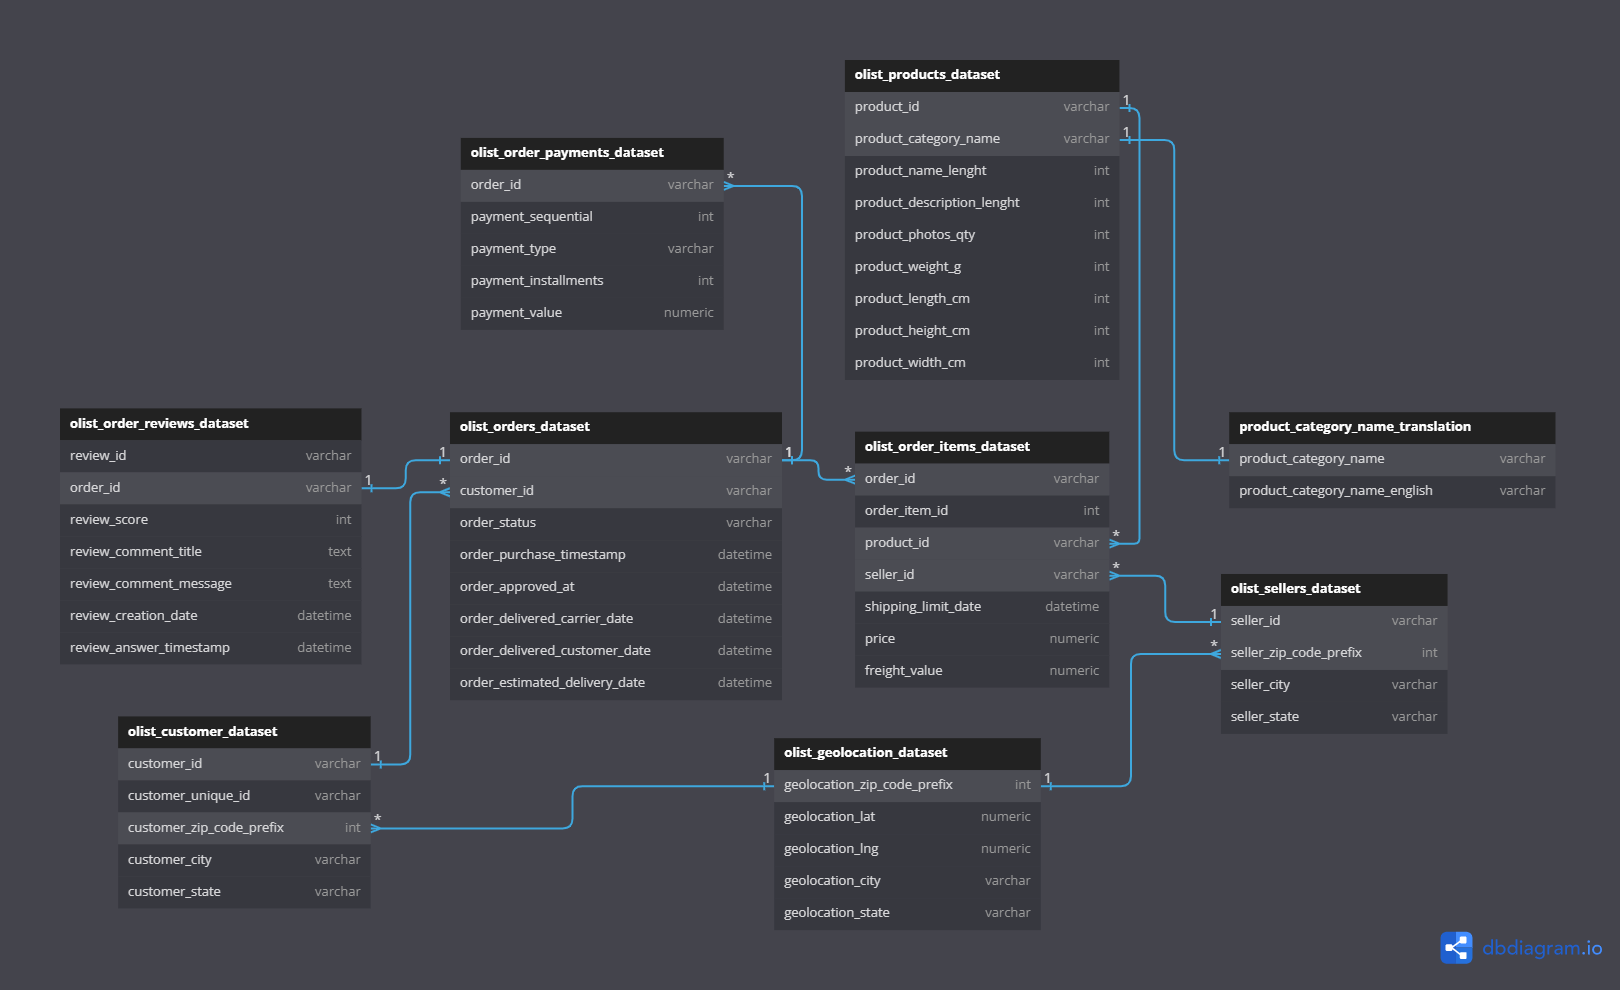 olist_products_dataset
product_id varchar 1
product_category_name varchar 1
product_name_lenght int
product_description_lenght int
product_photos_qty int
product_weight_g int
product_length_cm int
product_height_cm int
product_width_cm int
olist_order_payments_dataset
order_id varchar *
payment_sequential int
payment_type varchar
payment_installments int
payment_value numeric
olist_order_reviews_dataset
review_id varchar
order_id varchar 1
review_score int
review_comment_title text
review_comment_message text
review_creation_date datetime
review_answer_timestamp datetime
olist_orders_dataset
1 order_id varchar 1
* customer_id varchar
order_status varchar
order_purchase_timestamp datetime
order_approved_at datetime
order_delivered_carrier_date datetime
order_delivered_customer_date datetime
order_estimated_delivery_date datetime
olist_order_items_dataset
* order_id varchar
order_item_id int
product_id varchar *
seller_id varchar *
shipping_limit_date datetime
price numeric
freight_value numeric
product_category_name_translation
1 product_category_name varchar
product_category_name_english varchar
olist_sellers_dataset
1 seller_id varchar
* seller_zip_code_prefix int
seller_city varchar
seller_state varchar
olist_customer_dataset
customer_id varchar 1
customer_unique_id varchar
customer_zip_code_prefix int *
customer_city varchar
customer_state varchar
olist_geolocation_dataset
1 geolocation_zip_code_prefix int 1
geolocation_lat numeric
geolocation_lng numeric
geolocation_city varchar
geolocation_state varchar
dbdiagram.io